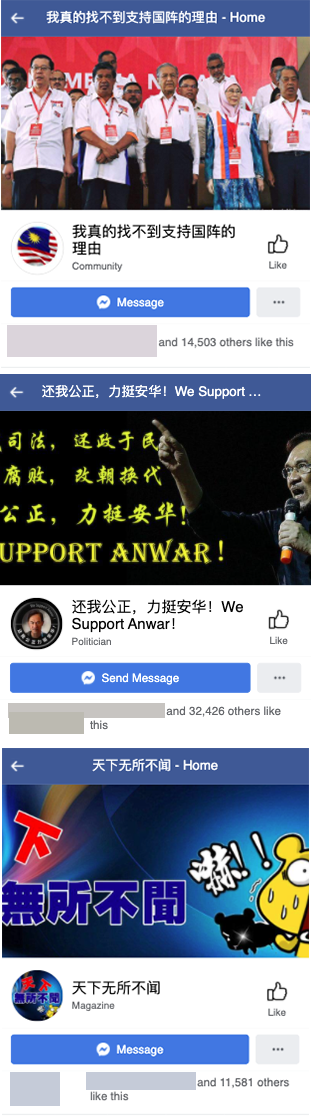 我真的找不到支持国阵的理由 - Home
我真的找不到支持国阵的
理由
Community
Like
Message
and 14,503 others like this
还我公正，力挺安华！We Support ...
司法，还政于民
腐败，改朝换代
公正，力挺安华！
UPPORT ANWAR！
还我公正，力挺安华！We
Support Anwar！
Politician
Like
Send Message
and 32,426 others like
this
天下无所不闻 - Home
天下
無所不聞
嚇!!
天下无所不闻
Magazine
Like
Message
and 11,581 others
like this